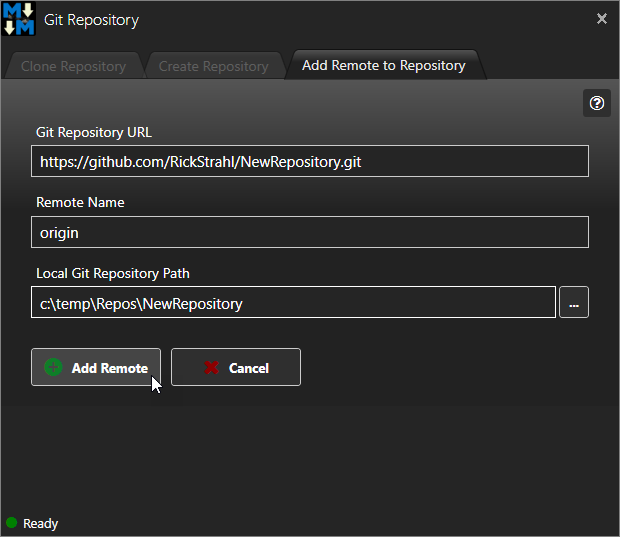 Git Repository
Clone Repository Create Repository Add Remote to Repository
Git Repository URL
https://github.com/RickStrahl/NewRepository.git
Remote Name
origin
Local Git Repository Path
c:\temp\Repos\NewRepository ...
Add Remote Cancel
Ready